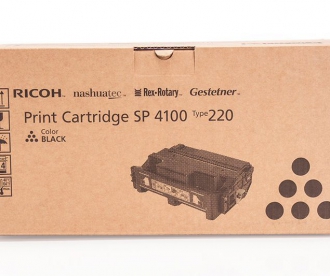 RICOH nashuatec Rex-Rotary Gestetner
Print Cartridge SP 4100 Type 220
Color
BLACK